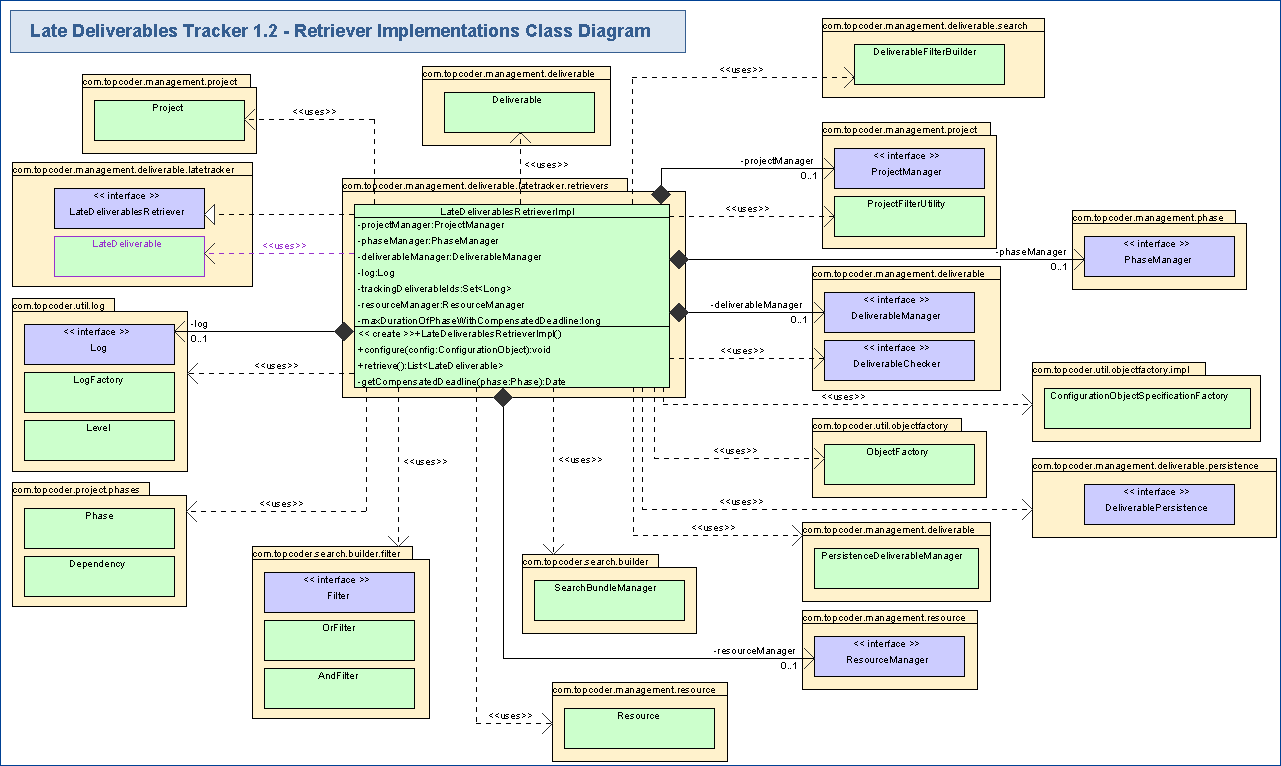 Late Deliverables Tracker 1.2 - Retriever Implementations Class Diagram
com.topcoder.management.deliverable.search
DeliverableFilterBuilder
<<uses>>
com.topcoder.management.project
Project
<<uses>>
com.topcoder.management.deliverable
Deliverable
<<uses>>
com.topcoder.management.project
<< interface >>
ProjectManager
ProjectFilterUtility
-projectManager
0..1
<<uses>>
com.topcoder.management.deliverable.latetracker
<< interface >>
LateDeliverablesRetriever
LateDeliverable
<<uses>>
com.topcoder.management.deliverable.latetracker.retrievers
LateDeliverablesRetrieverImpl
-projectManager:ProjectManager
-phaseManager:PhaseManager
-deliverableManager:DeliverableManager
-log:Log
-trackingDeliverableIds:Set<Long>
-resourceManager:ResourceManager
-maxDurationOfPhaseWithCompensatedDeadline:long
<< create >>+LateDeliverablesRetrieverImpl()
+configure(config:ConfigurationObject):void
+retrieve():List<LateDeliverable>
-getCompensatedDeadline(phase:Phase):Date
com.topcoder.management.phase
<< interface >>
PhaseManager
-phaseManager
0..1
com.topcoder.management.deliverable
<< interface >>
DeliverableManager
<< interface >>
DeliverableChecker
-deliverableManager
0..1
<<uses>>
com.topcoder.util.log
<< interface >>
Log
LogFactory
Level
-log
0..1
<<uses>>
com.topcoder.util.objectfactory.impl
ConfigurationObjectSpecificationFactory
<<uses>>
com.topcoder.util.objectfactory
ObjectFactory
<<uses>>
com.topcoder.management.deliverable.persistence
<< interface >>
DeliverablePersistence
<<uses>>
com.topcoder.project.phases
Phase
Dependency
<<uses>>
<<uses>>
<<uses>>
<<uses>>
com.topcoder.management.deliverable
PersistenceDeliverableManager
com.topcoder.search.builder.filter
<< interface >>
Filter
OrFilter
AndFilter
com.topcoder.search.builder
SearchBundleManager
com.topcoder.management.resource
<< interface >>
ResourceManager
-resourceManager
0..1
com.topcoder.management.resource
Resource
<<uses>>